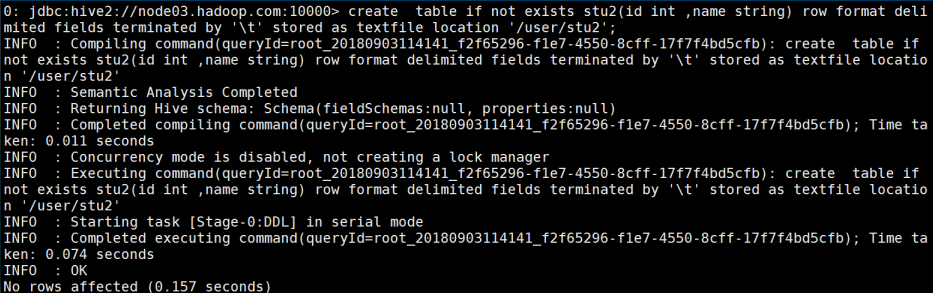 0: jdbc:hive2://node03.hadoop.com:10000> create  table if not exists stu2(id int ,name string) row format deli
mited fields terminated by '\t' stored as textfile location '/user/stu2';
INFO  : Compiling command(queryId=root_20180903114141_f2f65296-f1e7-4550-8cff-17f7f4bd5cfb): create  table if
not exists stu2(id int ,name string) row format delimited fields terminated by '\t' stored as textfile locatio
n '/user/stu2'
INFO  : Semantic Analysis Completed
INFO  : Returning Hive schema: Schema(fieldSchemas:null, properties:null)
INFO  : Completed compiling command(queryId=root_20180903114141_f2f65296-f1e7-4550-8cff-17f7f4bd5cfb); Time ta
ken: 0.011 seconds
INFO  : Concurrency mode is disabled, not creating a lock manager
INFO  : Executing command(queryId=root_20180903114141_f2f65296-f1e7-4550-8cff-17f7f4bd5cfb): create  table if
not exists stu2(id int ,name string) row format delimited fields terminated by '\t' stored as textfile locatio
n '/user/stu2'
INFO  : Starting task [Stage-0:DDL] in serial mode
INFO  : Completed executing command(queryId=root_20180903114141_f2f65296-f1e7-4550-8cff-17f7f4bd5cfb); Time ta
ken: 0.074 seconds
INFO  : OK
No rows affected (0.157 seconds)